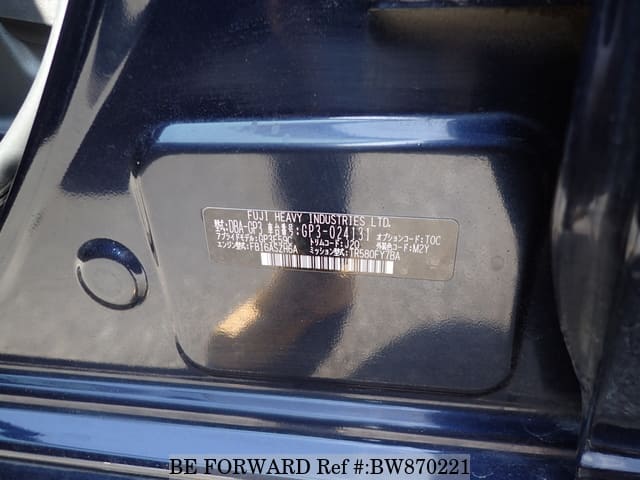 FUJI HEAVY INDUSTRIES LTD.
型式: DBA-GP3 車台番号: GP3-024131 オプションコード: TOC
アプライドモデル: GP3E59C トリムコード: J20 外装色コード: M2Y
エンジン型式: FB16ASZH6A ミッション型式: TR580FY7BA
BE FORWARD Ref #:BW870221